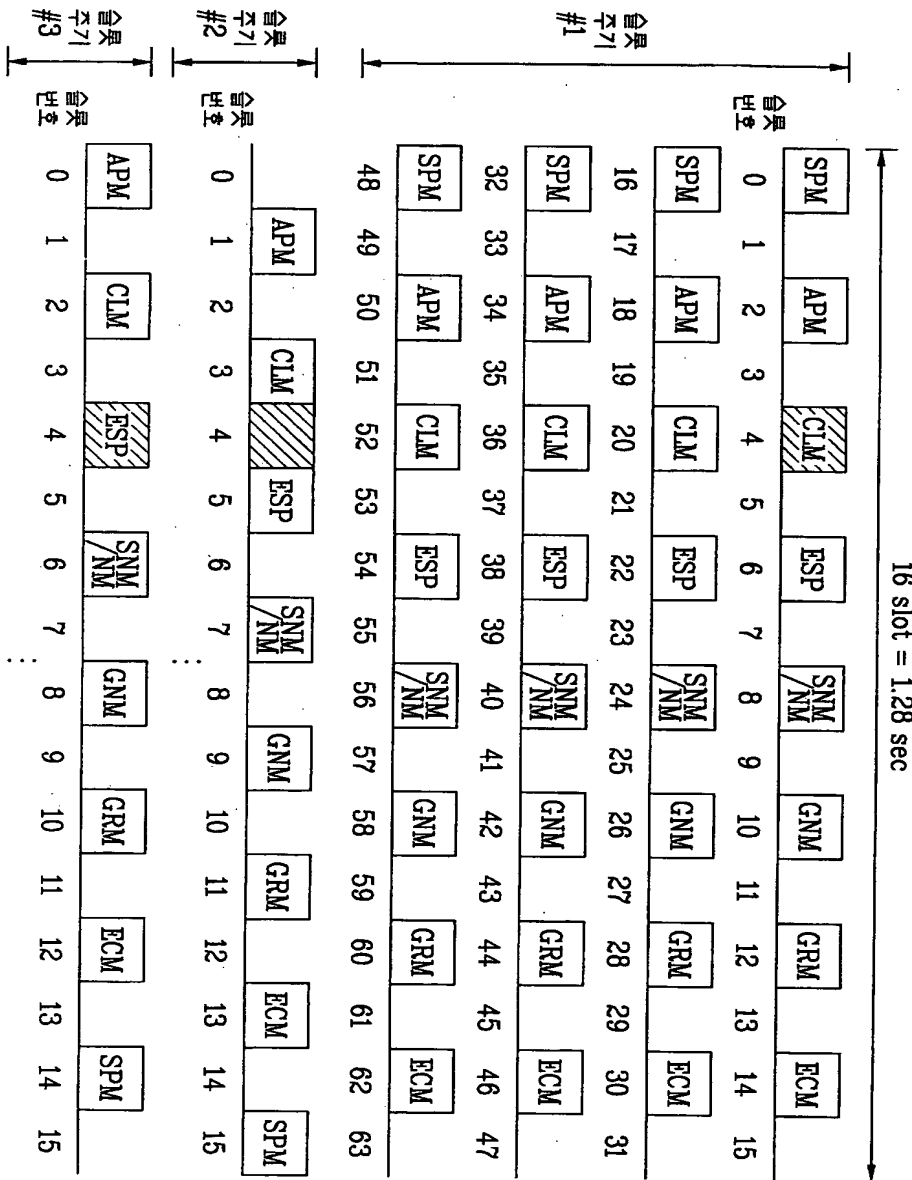 16 slot = 1.28 sec
슬롯
주기
#1
SPM APM CLM ESP SNM/NM GNM GRM ECM
슬롯
번호
0 1 2 3 4 5 6 7 8 9 10 11 12 13 14 15
SPM APM CLM ESP SNM/NM GNM GRM ECM
16 17 18 19 20 21 22 23 24 25 26 27 28 29 30 31
SPM APM CLM ESP SNM/NM GNM GRM ECM
32 33 34 35 36 37 38 39 40 41 42 43 44 45 46 47
SPM APM CLM ESP SNM/NM GNM GRM ECM
48 49 50 51 52 53 54 55 56 57 58 59 60 61 62 63
슬롯
주기
#2
APM CLM ESP SNM/NM GNM GRM ECM SPM
슬롯
번호
0 1 2 3 4 5 6 7 8 9 10 11 12 13 14 15
...
슬롯
주기
#3
APM CLM ESP SNM/NM GNM GRM ECM SPM
슬롯
번호
0 1 2 3 4 5 6 7 8 9 10 11 12 13 14 15
...